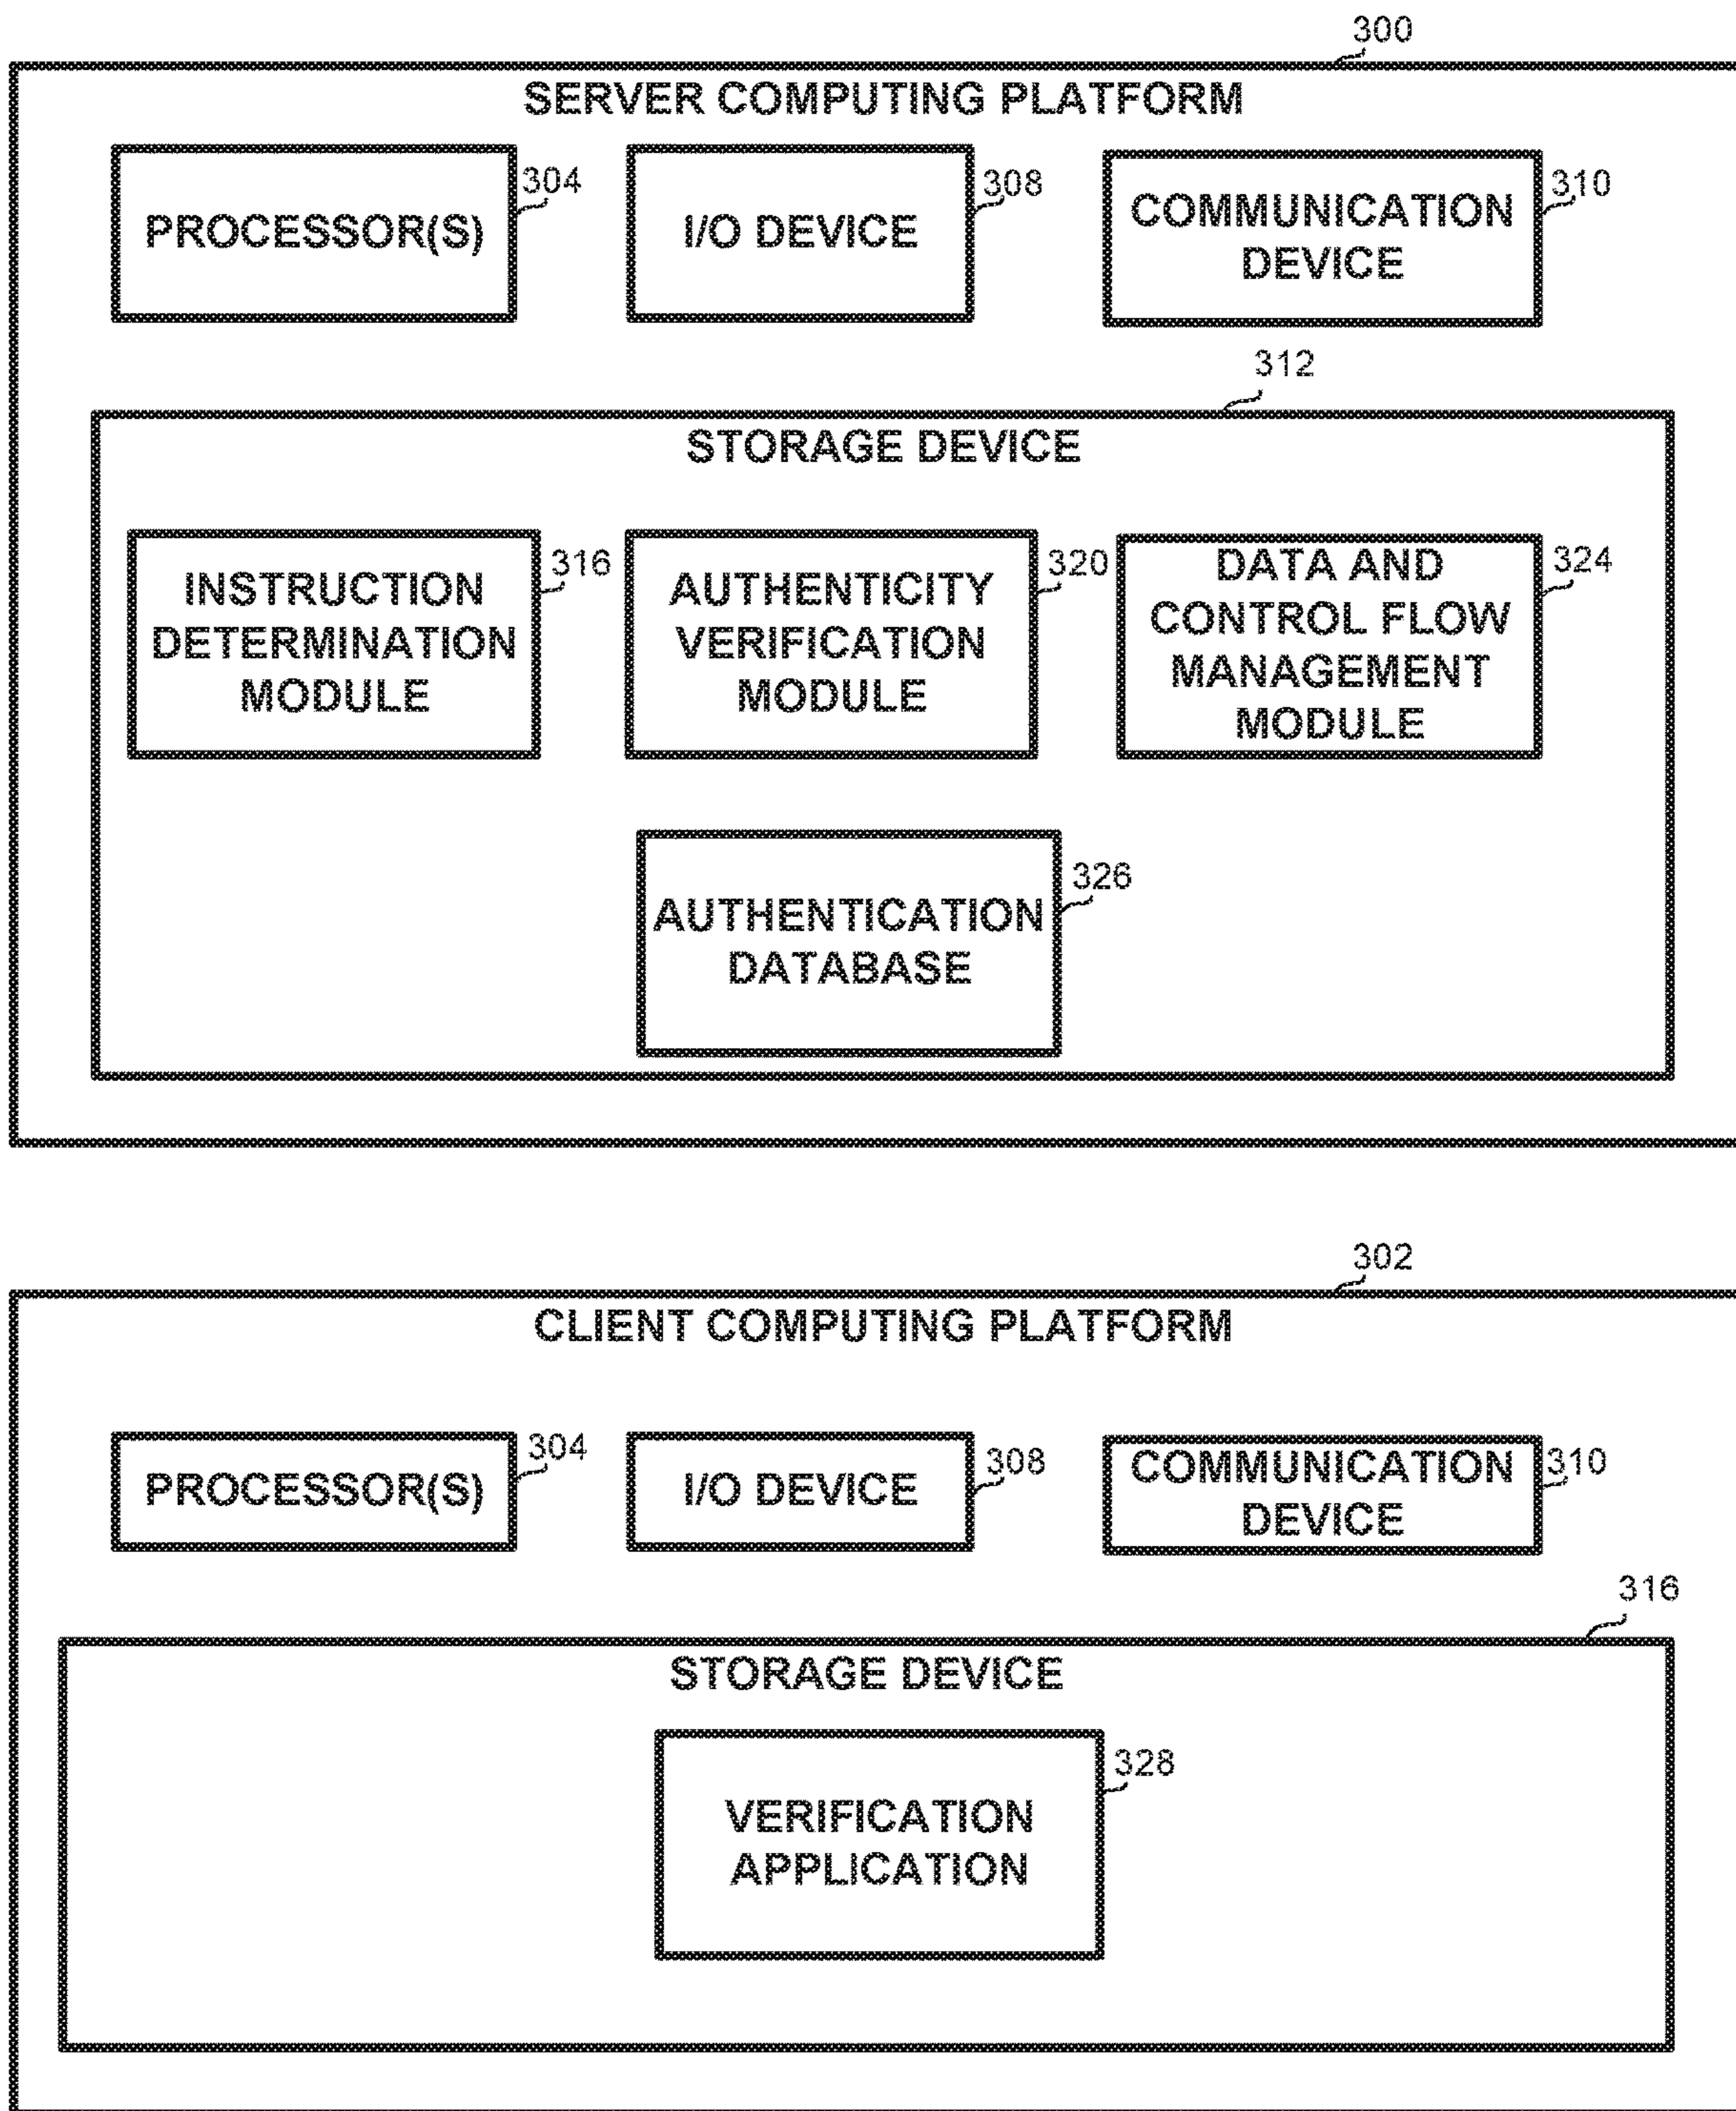 300
SERVER COMPUTING PLATFORM
PROCESSOR(S)
304
I/O DEVICE
308
COMMUNICATION
DEVICE
310
312
STORAGE DEVICE
INSTRUCTION
DETERMINATION
MODULE
316
AUTHENTICITY
VERIFICATION
MODULE
320
DATA AND
CONTROL FLOW
MANAGEMENT
MODULE
324
AUTHENTICATION
DATABASE
326
302
CLIENT COMPUTING PLATFORM
PROCESSOR(S)
304
I/O DEVICE
308
COMMUNICATION
DEVICE
310
316
STORAGE DEVICE
VERIFICATION
APPLICATION
328